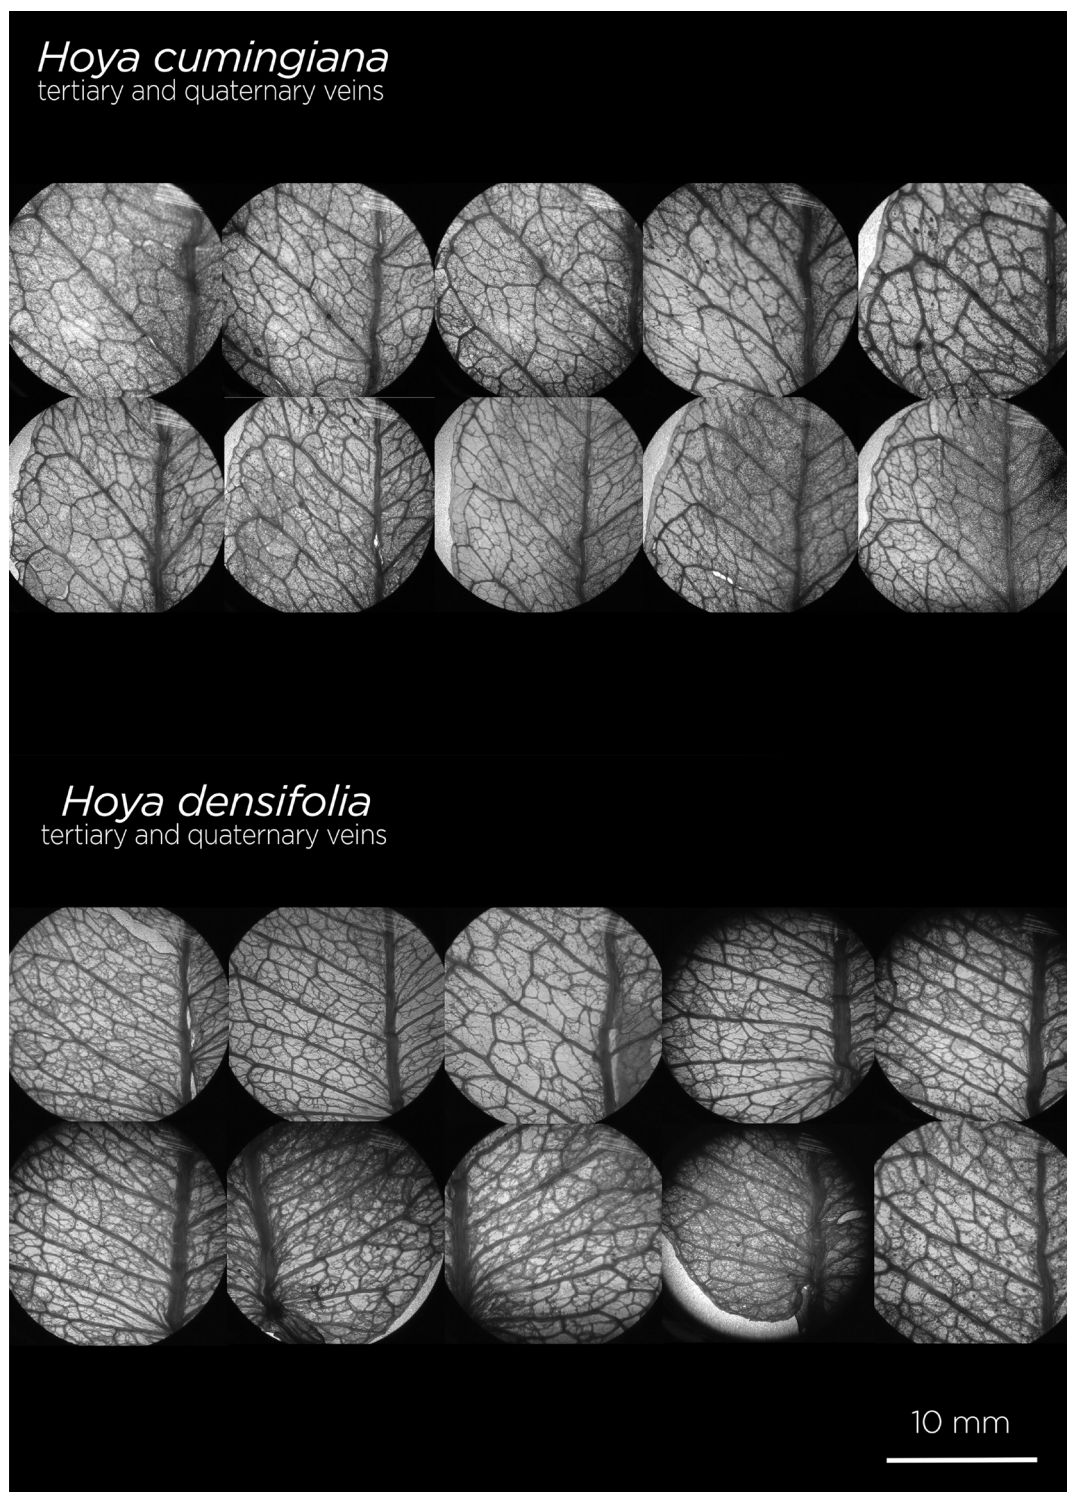 Hoya cumingiana
tertiary and quaternary veins
Hoya densifolia
tertiary and quaternary veins
10 mm